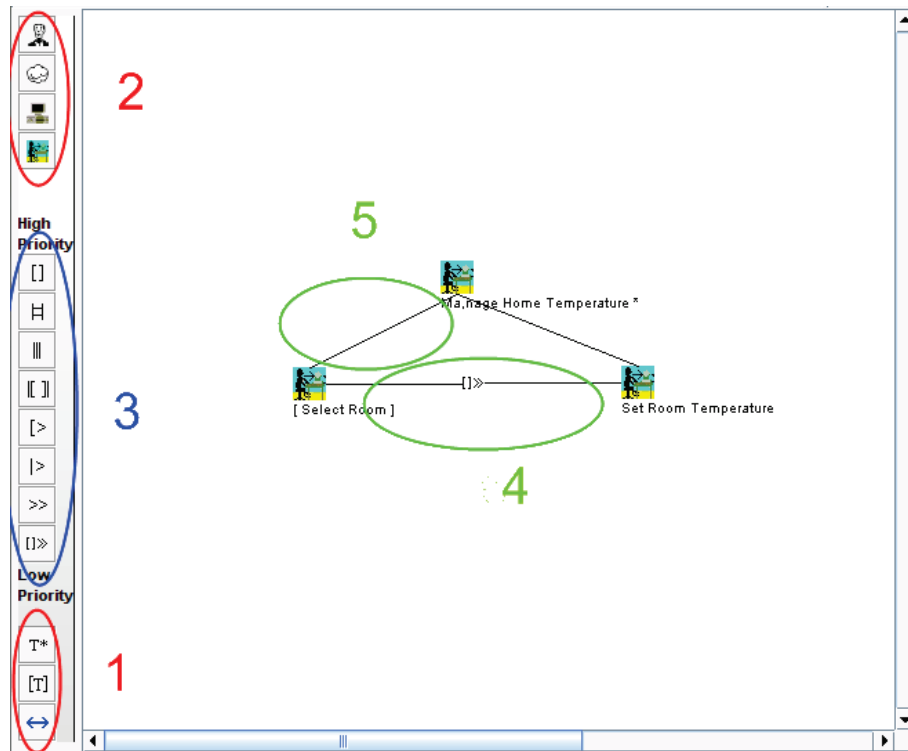 2
High
Priority
[]
|=|
|||
|[ ]|
[>
|>
>>
[]»
3
Low
Priority
T*
[T]
1
5
Ma,nage Home Temperature *
[]»
[ Select Room ]
Set Room Temperature
4